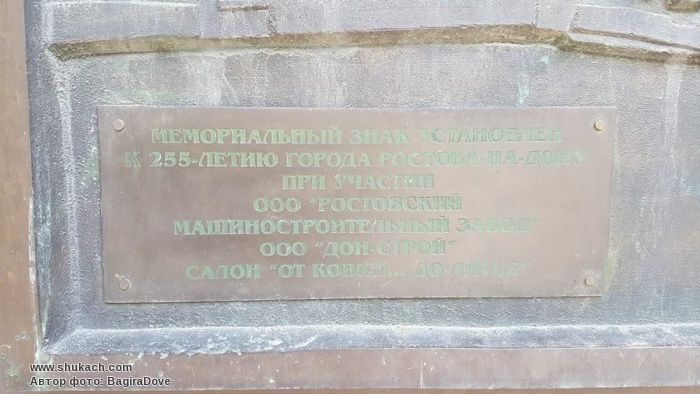 МЕМОРИАЛЬНЫЙ ЗНАК УСТАНОВЛЕН
К 255-ЛЕТИЮ ГОРОДА РОСТОВА-НА-ДОНУ
ПРИ УЧАСТИИ
ООО "РОСТОВСКИЙ
МАШИНОСТРОИТЕЛЬНЫЙ ЗАВОД"
ООО "ДОН-СТРОЙ"
САЛОН "ОТ КОВКИ... ДО ЛИТЬЯ"
www.shukach.com
Автор фото: BagiraDove